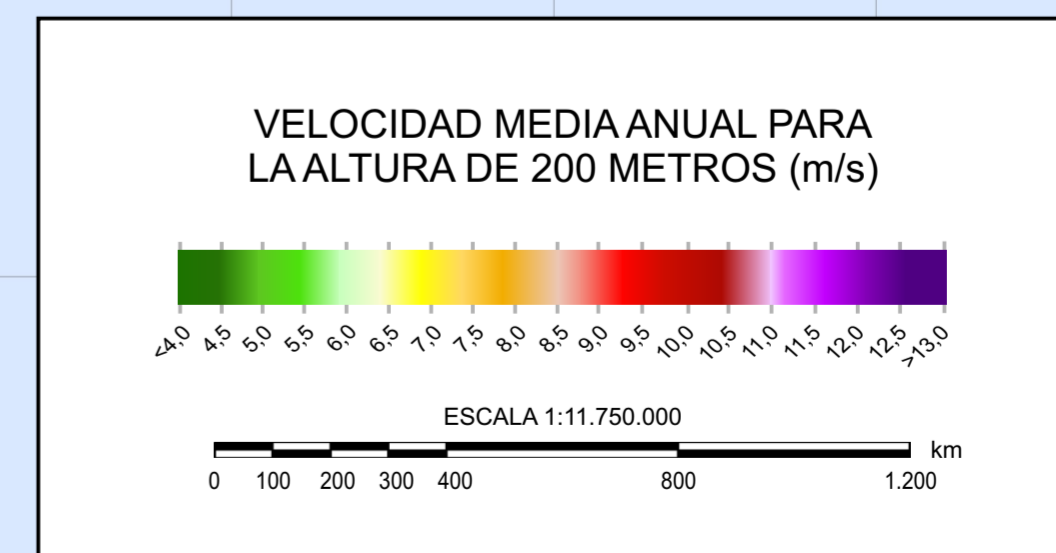 VELOCIDAD MEDIA ANUAL PARA
LA ALTURA DE 200 METROS (m/s)
<4,0 4,5 5,0 5,5 6,0 6,5 7,0 7,5 8,0 8,5 9,0 9,5 10,0 10,5 11,0 11,5 12,0 12,5 >13,0
ESCALA 1:11.750.000
km
0 100 200 300 400 800 1.200